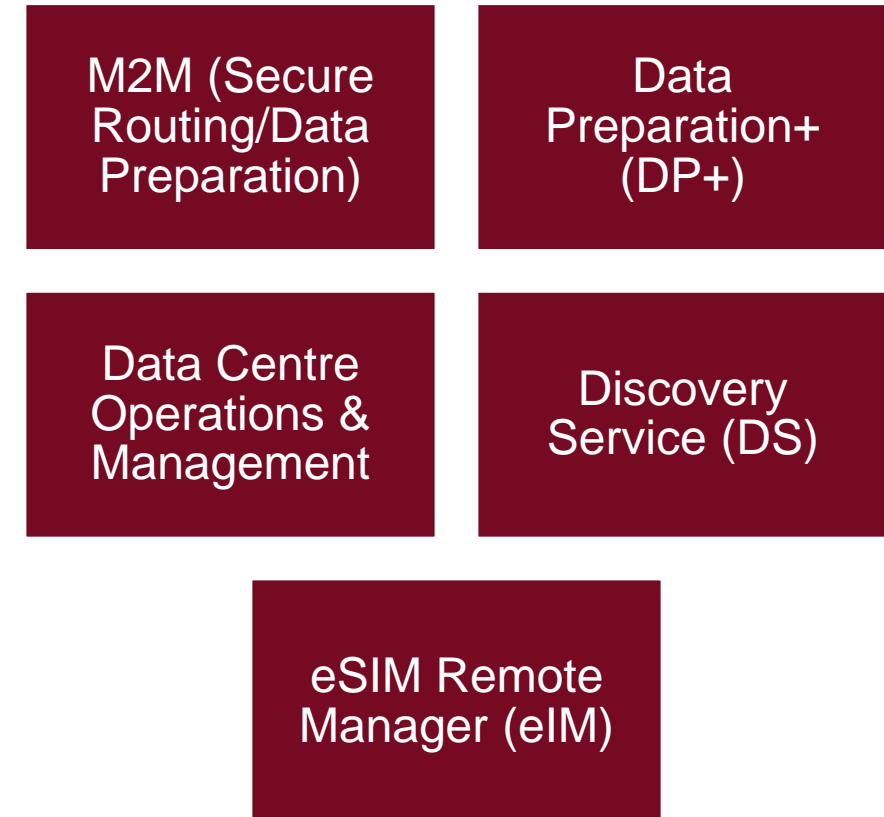 M2M (Secure
Routing/Data
Preparation)
Data
Preparation+
(DP+)
Data Centre
Operations &
Management
Discovery
Service (DS)
eSIM Remote
Manager (eIM)